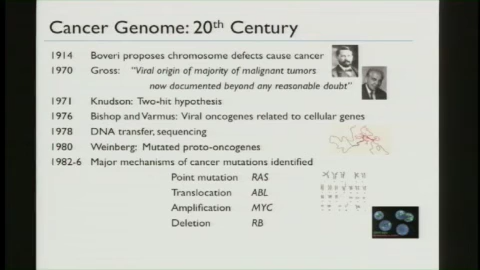 Cancer Genome: 20th Century
1914 Boveri proposes chromosome defects cause cancer
1970 Gross: "Viral origin of majority of malignant tumors
now documented beyond any reasonable doubt"
1971 Knudson: Two-hit hypothesis
1976 Bishop and Varmus: Viral oncogenes related to cellular genes
1978 DNA transfer, sequencing
1980 Weinberg: Mutated proto-oncogenes
1982-6 Major mechanisms of cancer mutations identified
Point mutation RAS
Translocation ABL
Amplification MYC
Deletion RB